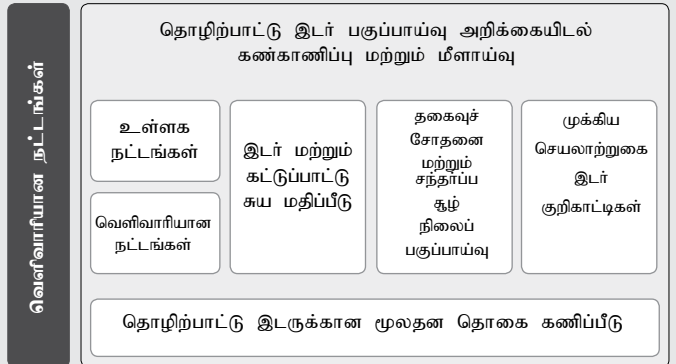 வெளிவாரியான நட்டங்கள்
தொழிற்பாட்டு இடர் பகுப்பாய்வு அறிக்கையிடல்
கண்காணிப்பு மற்றும் மீளாய்வு
உள்ளக
நட்டங்கள்
வெளிவாரியான
நட்டங்கள்
இடர் மற்றும்
கட்டுப்பாட்டு
சுய மதிப்பீடு
தகைவுச்
சோதனை
மற்றும்
சந்தர்ப்ப
சூழ்
நிலைப்
பகுப்பாய்வு
முக்கிய
செயலாற்றுகை
இடர்
குறிகாட்டிகள்
தொழிற்பாட்டு இடருக்கான மூலதன தொகை கணிப்பீடு